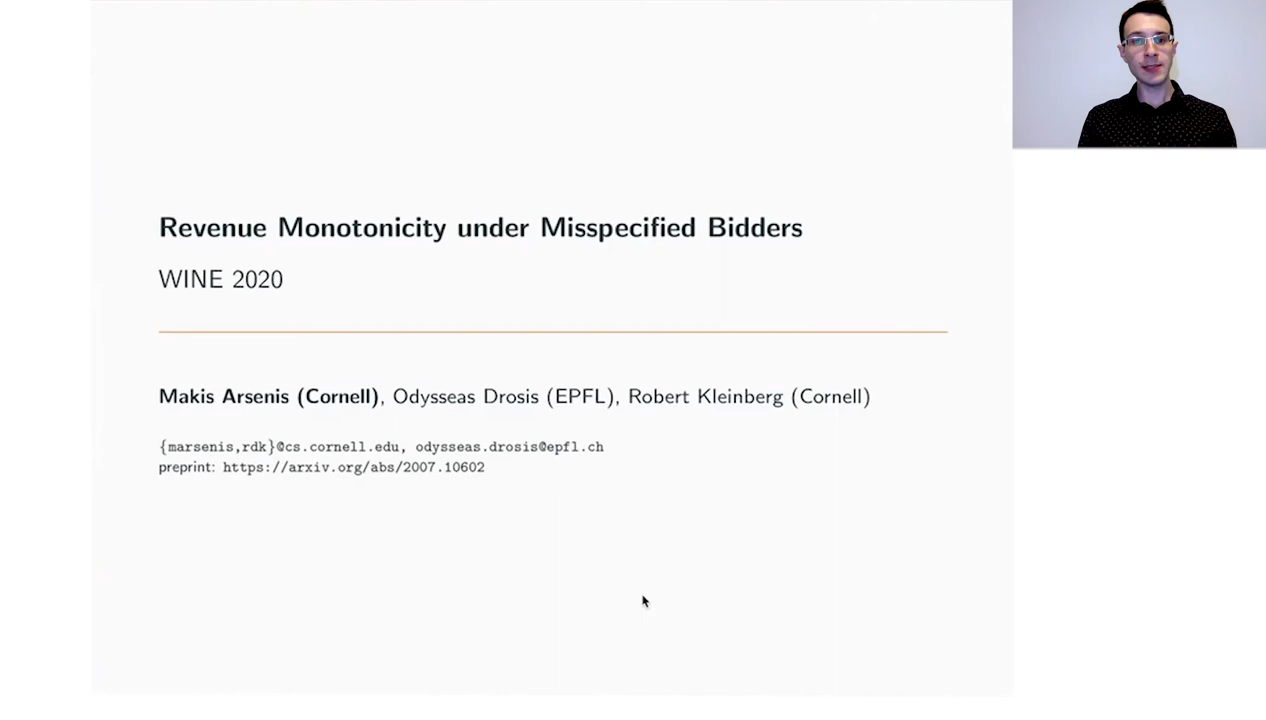 Revenue Monotonicity under Misspecified Bidders
WINE 2020
Makis Arsenis (Cornell), Odysseas Drosis (EPFL), Robert Kleinberg (Cornell)
{marsenis,rdk}@cs.cornell.edu, odysseas.drosis@epfl.ch
preprint: https://arxiv.org/abs/2007.10602